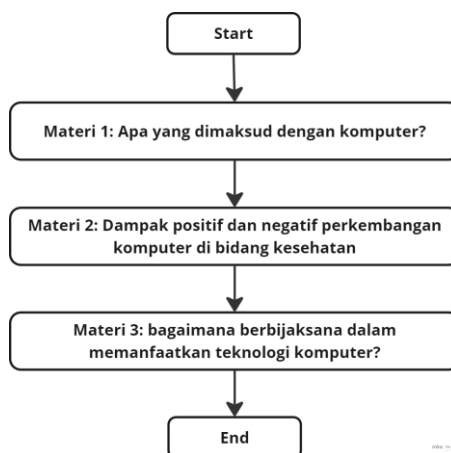 Start
Materi 1: Apa yang dimaksud dengan komputer?
Materi 2: Dampak positif dan negatif perkembangan
komputer di bidang kesehatan
Materi 3: bagaimana berbijaksana dalam
memanfaatkan teknologi komputer?
End
miro